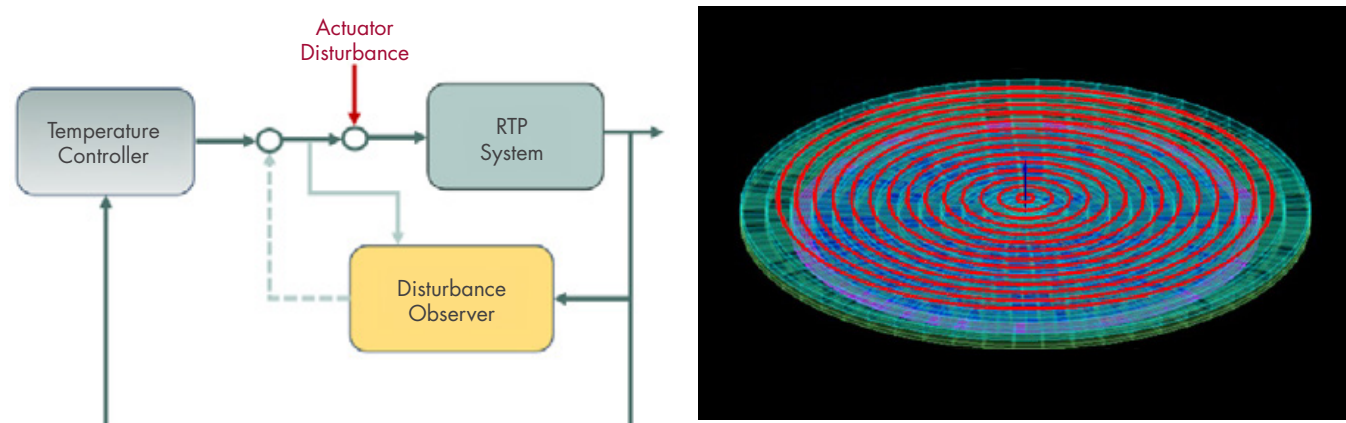 Actuator
Disturbance
Temperature
Controller
RTP
System
Disturbance
Observer